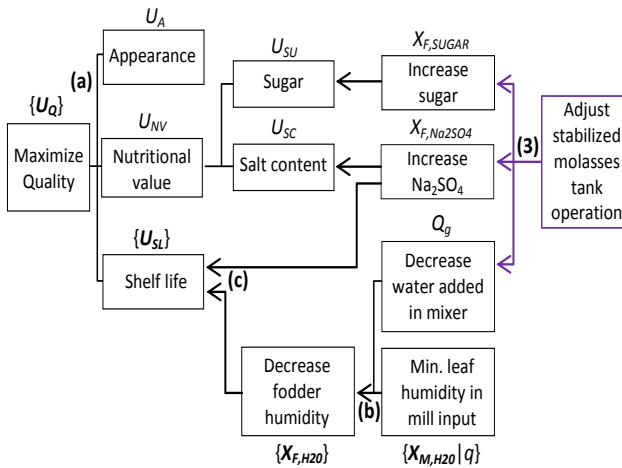 U_A
Appearance
(a)
{U_Q}
Maximize
Quality
U_NV
Nutritional
value
{U_SL}
Shelf life
U_SU
Sugar
U_SC
Salt content
(c)
X_F,SUGAR
Increase
sugar
X_F,Na2SO4
Increase
Na₂SO₄
Q_g
Decrease
water added
in mixer
(3)
Adjust
stabilized
molasses
tank
operation
Decrease
fodder
humidity
{X_F,H20}
(b)
Min. leaf
humidity in
mill input
{X_M,H20|q}